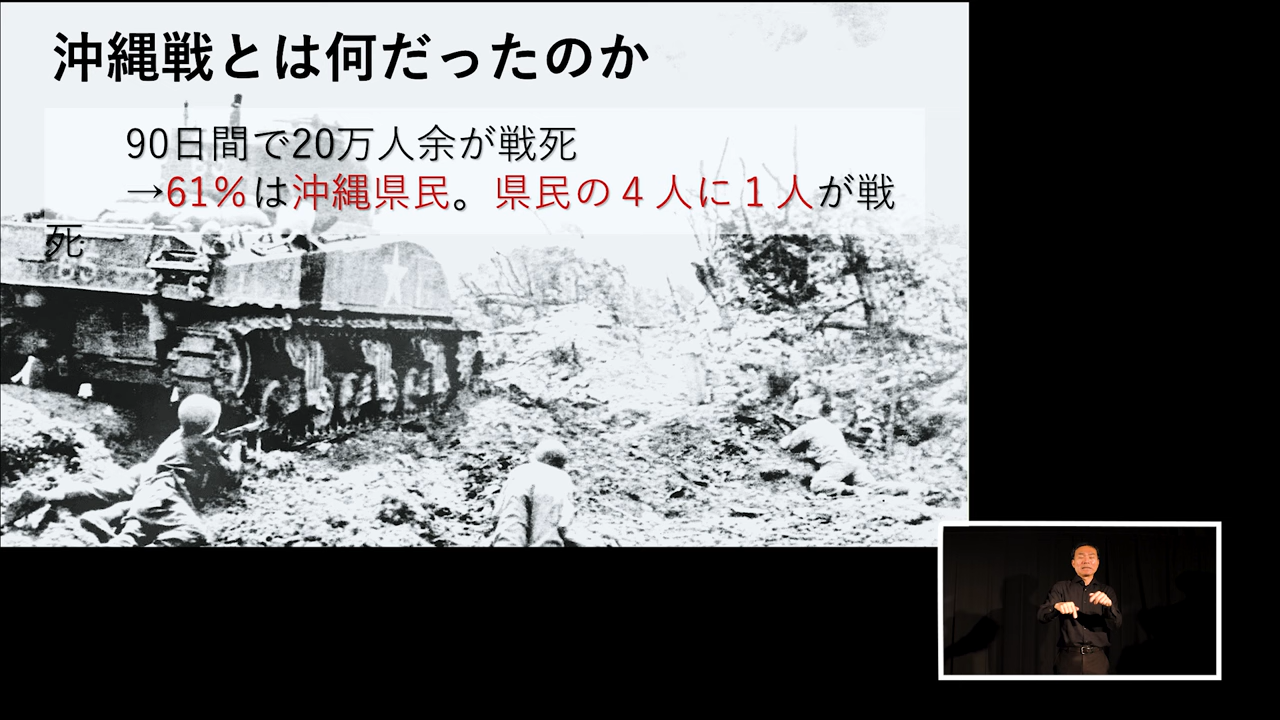 沖縄戦とは何だったのか
90日間で20万人余が戦死
→61％は沖縄県民。県民の４人に１人が戦
死